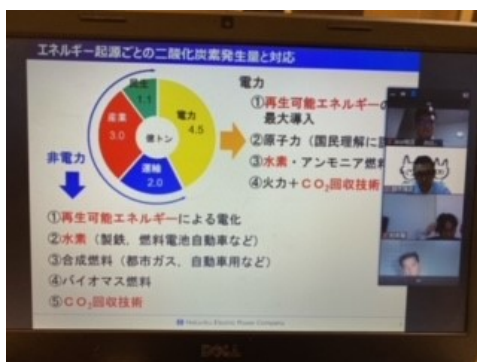 エネルギー起源ごとの二酸化炭素発生量と対応
民生
1.1
電力
4.5
産業
3.0
億トン
運輸
2.0
電力
①再生可能エネルギーの
最大導入
②原子力（国民理解に
③水素・アンモニア燃料
④火力＋CO₂回収技術
非電力
①再生可能エネルギーによる電化
②水素（製鉄，燃料電池自動車など）
③合成燃料（都市ガス，自動車用など）
④バイオマス燃料
⑤CO₂回収技術
Electric Power Company
DELL